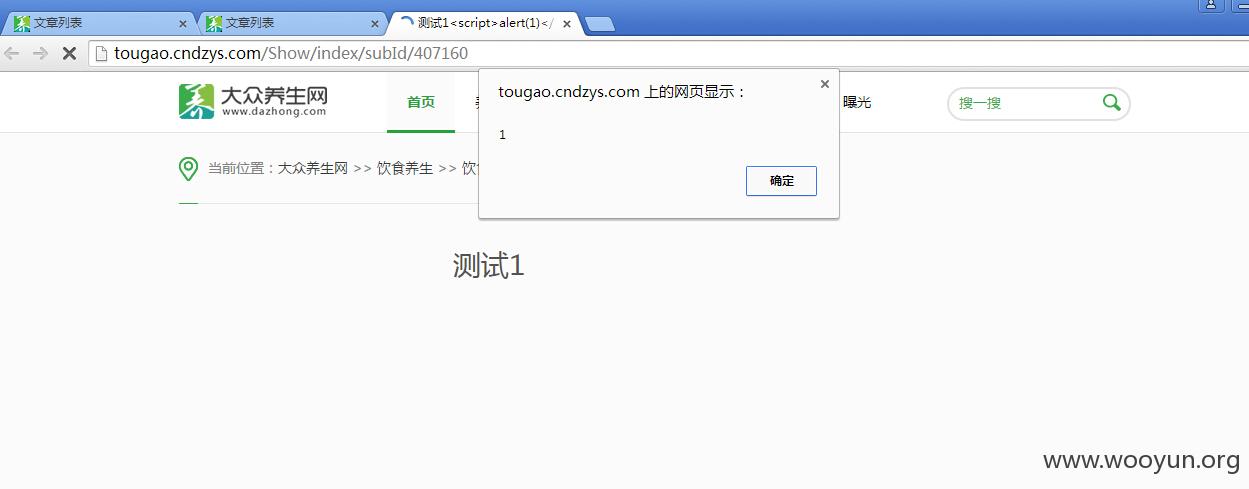 文章列表
文章列表
测试1<script>alert(1)</
tougao.cndzys.com/Show/index/subId/407160
大众养生网
www.dazhong.com
首页
曝光
搜一搜
tougao.cndzys.com 上的网页显示:
1
确定
当前位置:大众养生网 >> 饮食养生 >> 饮食
测试1
www.wooyun.org